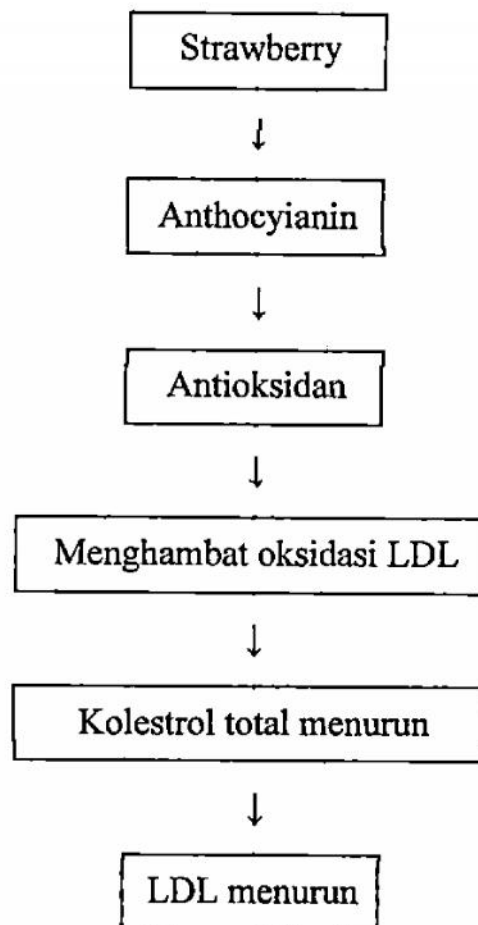 Strawberry
↓
Anthocyianin
↓
Antioksidan
↓
Menghambat oksidasi LDL
↓
Kolestrol total menurun
↓
LDL menurun